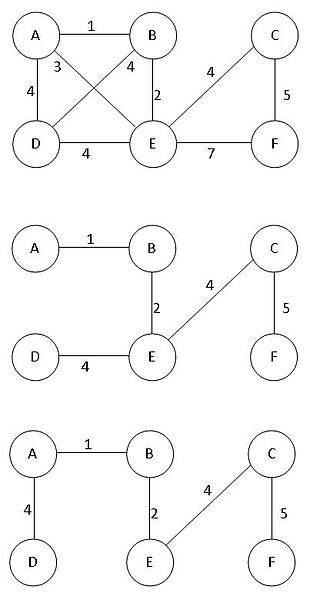 A 1 B C
3 4 4
4 2 5
D 4 E 7 F
A 1 B C
4
2 5
D 4 E F
A 1 B C
4
4 2 5
D E F